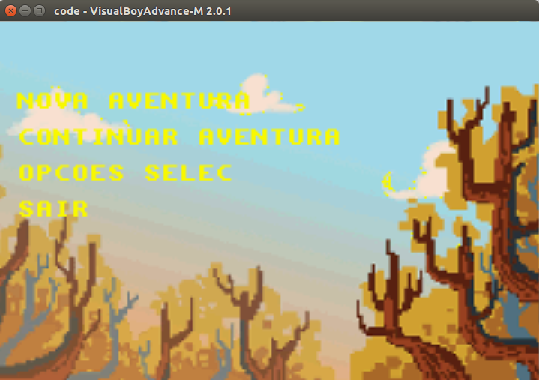 code - VisualBoyAdvance-M 2.0.1
NOVA AVENTURA
CONTINUAR AVENTURA
OPCOES SELEC
SAIR